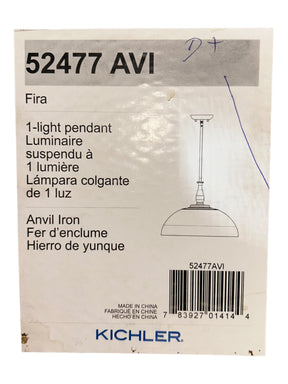 52477 AVI
Fira
1-light pendant
Luminaire
suspendu à
1 lumière
Lámpara colgante
de 1 luz
Anvil Iron
Fer d'enclume
Hierro de yunque
52477AVI
MADE IN CHINA
FABRIQUÉ EN CHINE
HECHO EN CHINA
7 83927 01414 4
KICHLER®